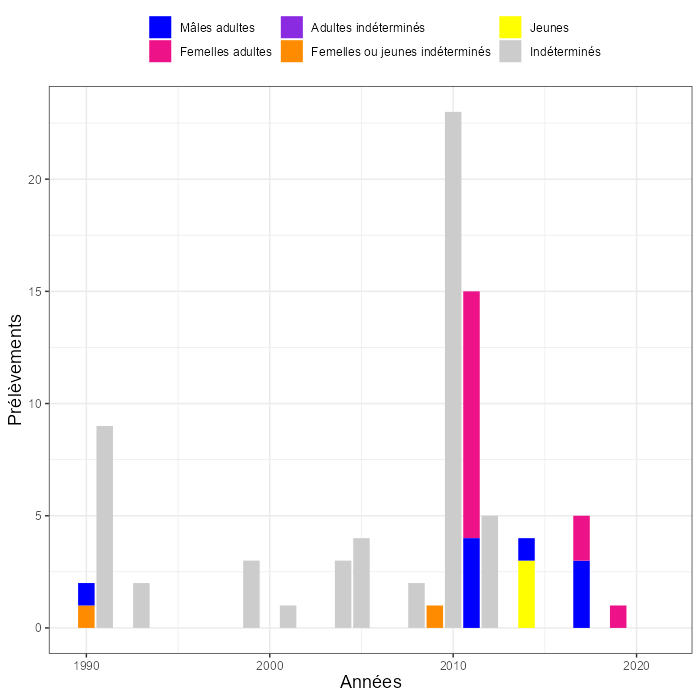 Mâles adultes
Adultes indéterminés
Jeunes
Femelles adultes
Femelles ou jeunes indéterminés
Indéterminés
Prélèvements
20
15
10
5
0
1990
2000
2010
2020
Années